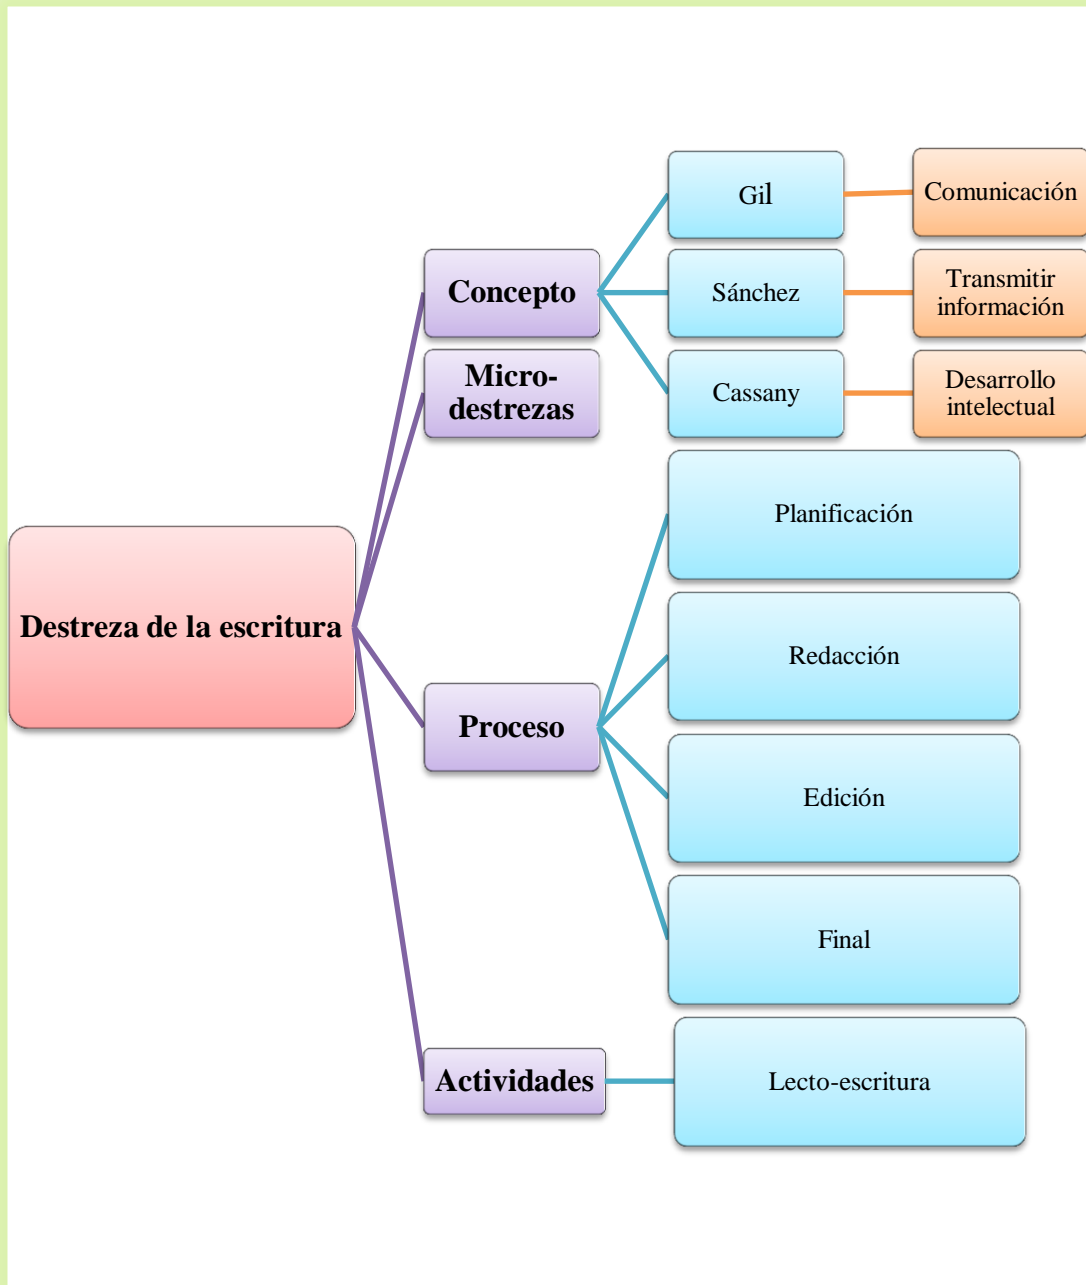 Destreza de la escritura
Concepto
Gil
Comunicación
Sánchez
Transmitir
información
Cassany
Desarrollo
intelectual
Micro-
destrezas
Proceso
Planificación
Redacción
Edición
Final
Actividades
Lecto-escritura